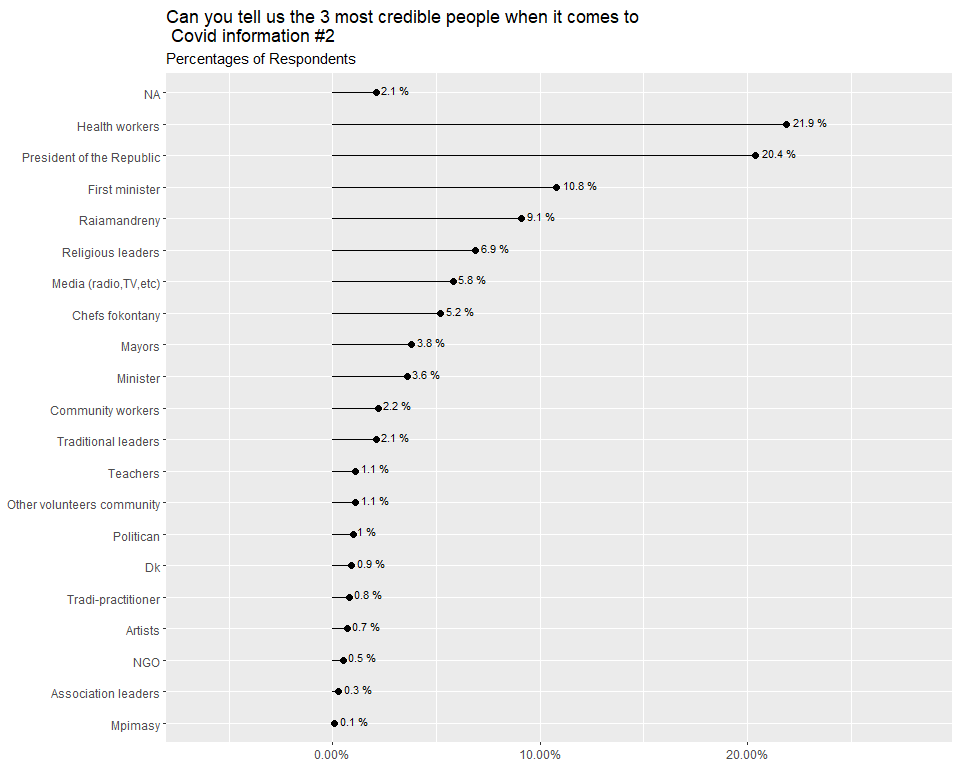 Can you tell us the 3 most credible people when it comes to
Covid information #2
Percentages of Respondents
NA 2.1 %
Health workers 21.9 %
President of the Republic 20.4 %
First minister 10.8 %
Raiamandreny 9.1 %
Religious leaders 6.9 %
Media (radio,TV,etc) 5.8 %
Chefs fokontany 5.2 %
Mayors 3.8 %
Minister 3.6 %
Community workers 2.2 %
Traditional leaders 2.1 %
Teachers 1.1 %
Other volunteers community 1.1 %
Politican 1 %
Dk 0.9 %
Tradi-practitioner 0.8 %
Artists 0.7 %
NGO 0.5 %
Association leaders 0.3 %
Mpimasy 0.1 %
0.00% 10.00% 20.00%